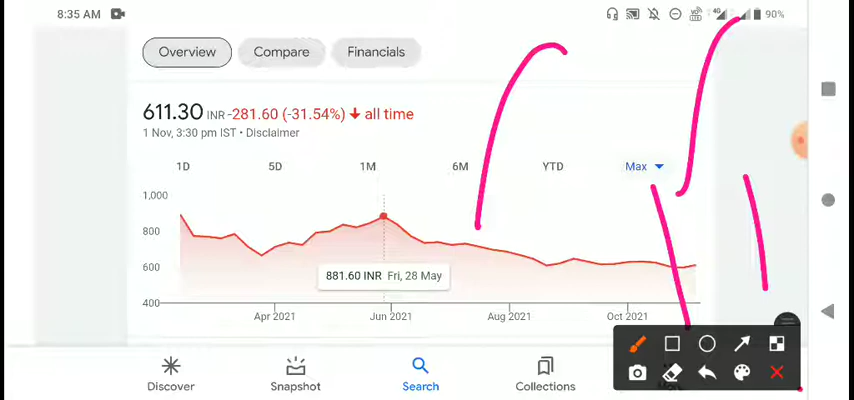 8:35 AM 4G 90%
Overview Compare Financials
611.30 INR -281.60 (-31.54%) ↓ all time
1 Nov, 3:30 pm IST • Disclaimer
1D 5D 1M 6M YTD Max
1,000
800
600
400
881.60 INR Fri, 28 May
Apr 2021 Jun 2021 Aug 2021 Oct 2021
Discover Snapshot Search Collections